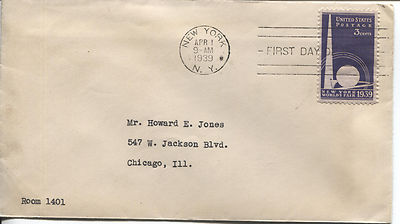 NEW YORK
APR 1
9-AM
1939
N. Y.
FIRST DAY O
UNITED STATES
POSTAGE
3 CENTS
NEW YORK
WORLD'S FAIR 1939
Mr. Howard E. Jones
547 W. Jackson Blvd.
Chicago, Ill.
Room 1401